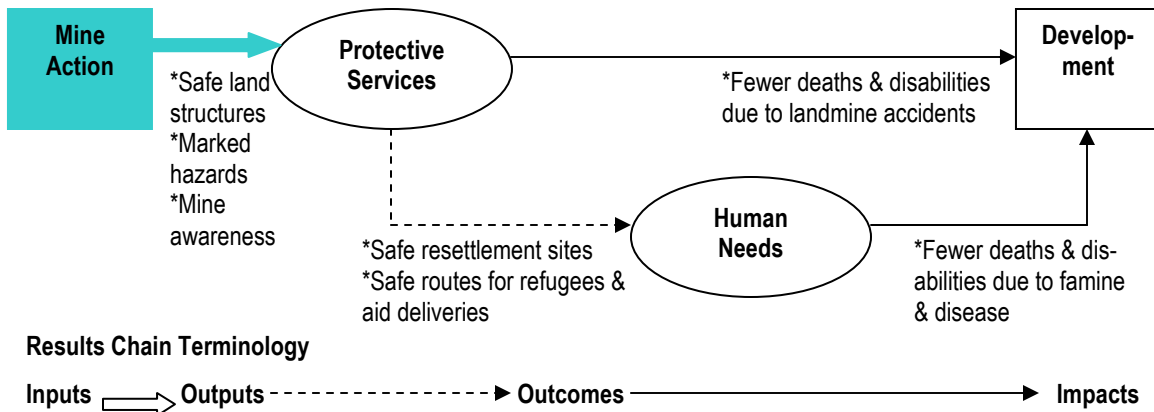 Mine
Action
*Safe land
structures
*Marked
hazards
*Mine
awareness
Protective
Services
*Fewer deaths & disabilities
due to landmine accidents
Develop-
ment
*Safe resettlement sites
*Safe routes for refugees &
aid deliveries
Human
Needs
*Fewer deaths & dis-
abilities due to famine
& disease
Results Chain Terminology
Inputs Outputs Outcomes Impacts